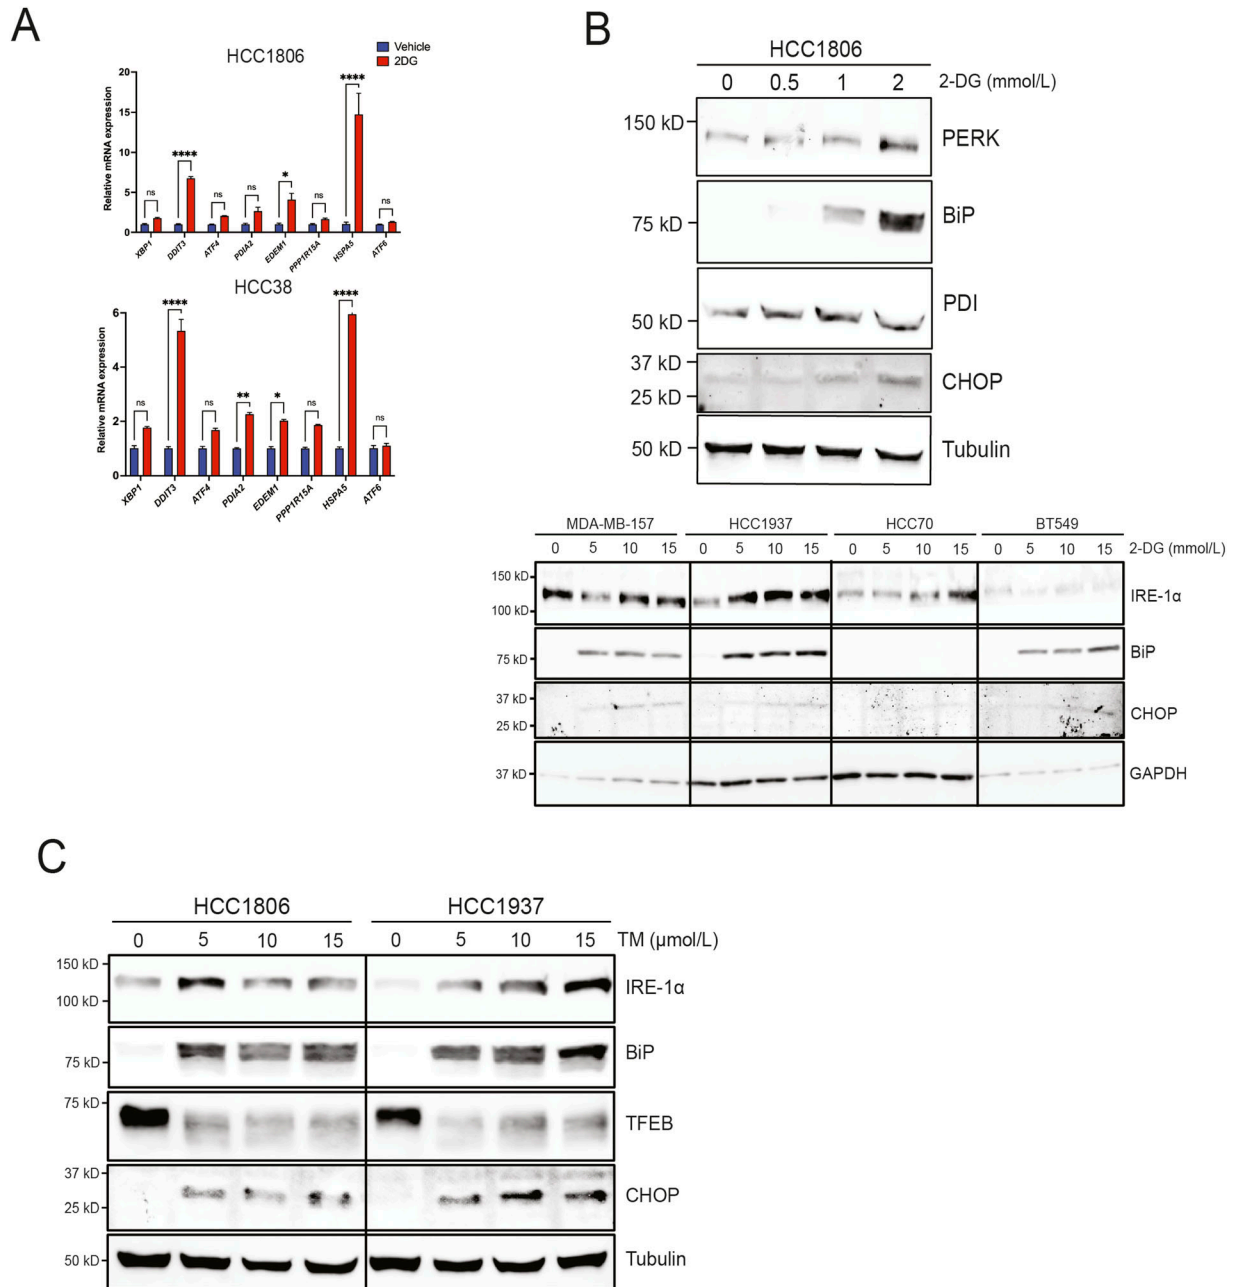 A
HCC1806
Vehicle
2DG
Relative mRNA expression
20
15
10
5
0
ns
****
ns
ns
*
ns
****
ns
XBP1
DDIT3
ATF4
PDIA2
EDEM1
PPP1R15A
HSPA5
ATF6
HCC38
Relative mRNA expression
6
4
2
0
ns
****
ns
**
*
ns
****
ns
XBP1
DDIT3
ATF4
PDIA2
EDEM1
PPP1R15A
HSPA5
ATF6
B
HCC1806
0 0.5 1 2 2-DG (mmol/L)
150 kD PERK
75 kD BiP
50 kD PDI
37 kD
25 kD CHOP
50 kD Tubulin
MDA-MB-157 HCC1937 HCC70 BT549
0 5 10 15 0 5 10 15 0 5 10 15 0 5 10 15 2-DG (mmol/L)
150 kD
100 kD IRE-1α
75 kD BiP
37 kD
25 kD CHOP
37 kD GAPDH
C
HCC1806 HCC1937
0 5 10 15 0 5 10 15 TM (μmol/L)
150 kD
100 kD IRE-1α
75 kD BiP
75 kD TFEB
37 kD
25 kD CHOP
50 kD Tubulin